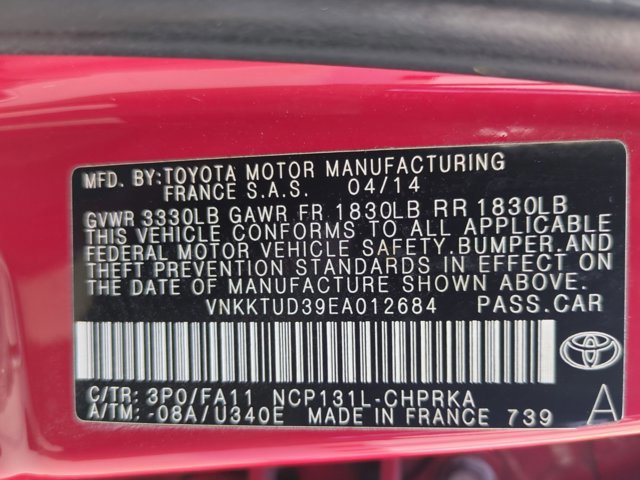 MFD. BY: TOYOTA MOTOR MANUFACTURING
FRANCE S.A.S. 04/14
GVWR 3330LB GAWR FR 1830LB RR 1830LB
THIS VEHICLE CONFORMS TO ALL APPLICABLE
FEDERAL MOTOR VEHICLE SAFETY, BUMPER, AND
THEFT PREVENTION STANDARDS IN EFFECT ON
THE DATE OF MANUFACTURE SHOWN ABOVE.
VNKKTUD39EA012684 PASS.CAR
C/TR: 3P0/FA11 NCP131L-CHPRKA
A/TM: -08A/U340E MADE IN FRANCE 739 A